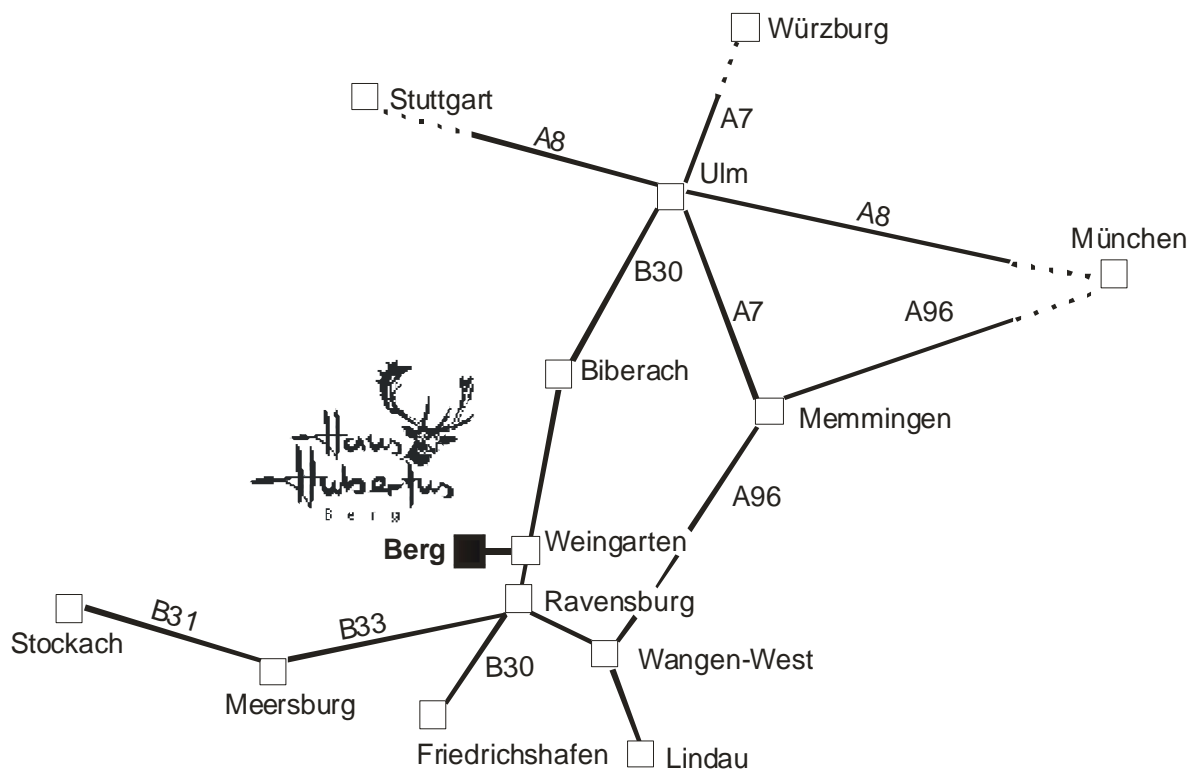 Würzburg
Stuttgart
A8
A7
Ulm
A8
München
B30
A7
A96
Biberach
Memmingen
Haus
Hubertus
Berg
A96
Berg
Weingarten
Ravensburg
B31
B33
Stockach
B30
Wangen-West
Meersburg
Friedrichshafen
Lindau